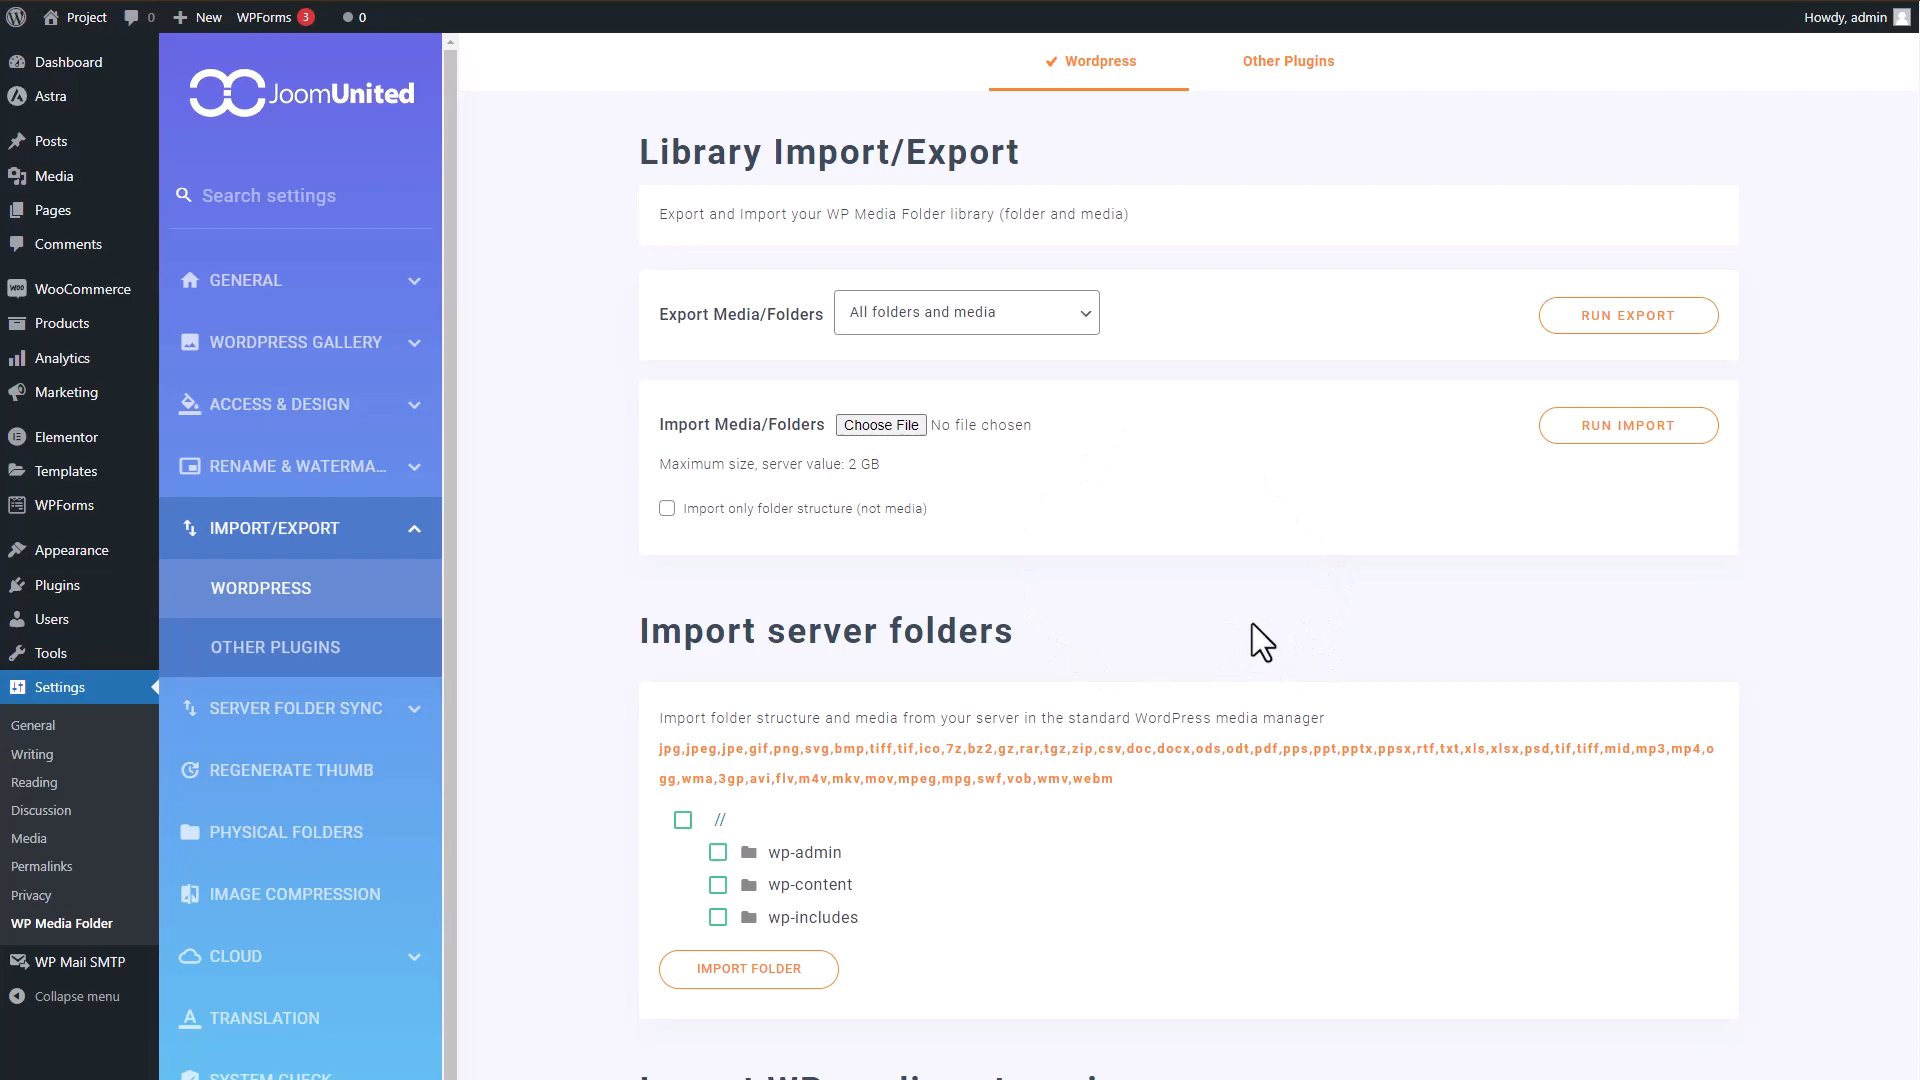 Project
0
New
WPForms 3
0
Howdy, admin
Dashboard
Astra
Posts
Media
Pages
Comments
WooCommerce
Products
Analytics
Marketing
Elementor
Templates
WPForms
Appearance
Plugins
Users
Tools
Settings
General
Writing
Reading
Discussion
Media
Permalinks
Privacy
WP Media Folder
WP Mail SMTP
Collapse menu
JoomUnited
Search settings
GENERAL
WORDPRESS GALLERY
ACCESS & DESIGN
RENAME & WATERMA...
IMPORT/EXPORT
WORDPRESS
OTHER PLUGINS
SERVER FOLDER SYNC
REGENERATE THUMB
PHYSICAL FOLDERS
IMAGE COMPRESSION
CLOUD
TRANSLATION
SYSTEM CHECK
Wordpress
Other Plugins
Library Import/Export
Export and Import your WP Media Folder library (folder and media)
Export Media/Folders
All folders and media
RUN EXPORT
Import Media/Folders
Choose File No file chosen
RUN IMPORT
Maximum size, server value: 2 GB
Import only folder structure (not media)
Import server folders
Import folder structure and media from your server in the standard WordPress media manager
jpg,jpeg,jpe,gif,png,svg,bmp,tiff,tif,ico,7z,bz2,gz,rar,tgz,zip,csv,doc,docx,ods,odt,pdf,pps,ppt,pptx,ppsx,rtf,txt,xls,xlsx,psd,tif,tiff,mid,mp3,mp4,o
gg,wma,3gp,avi,flv,m4v,mkv,mov,mpeg,mpg,swf,vob,wmv,webm
//
wp-admin
wp-content
wp-includes
IMPORT FOLDER